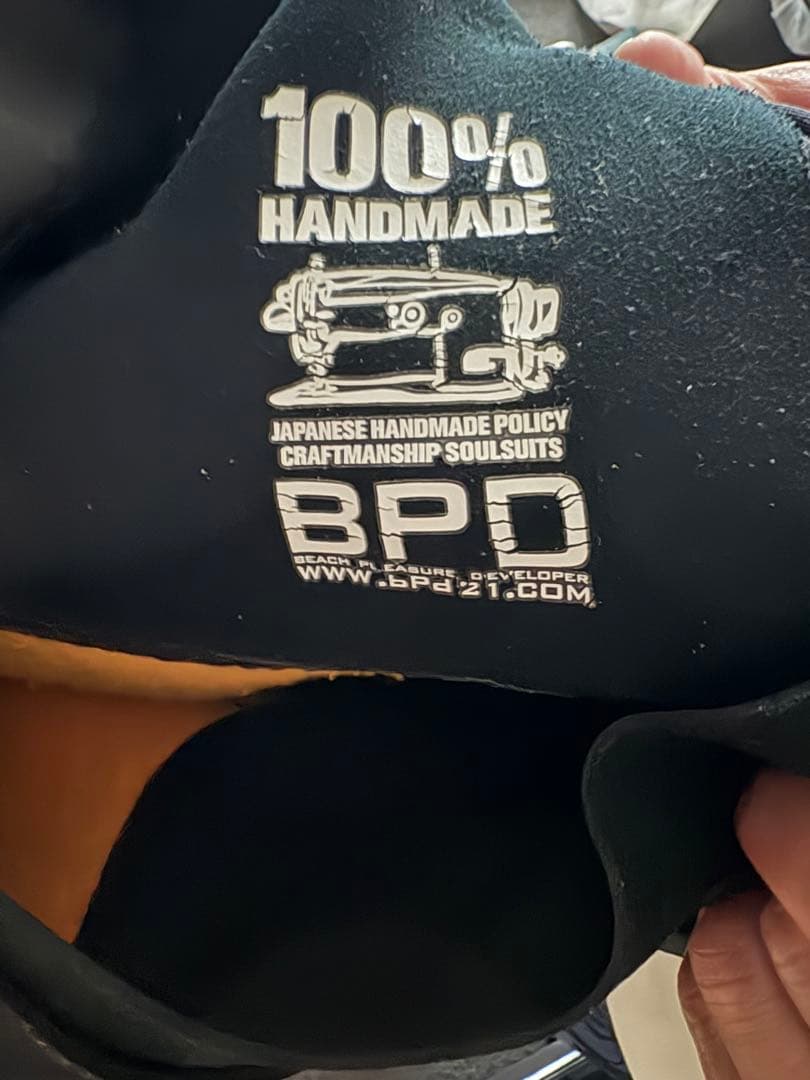 100%
HANDMADE
JAPANESE HANDMADE POLICY
CRAFTMANSHIP SOULSUITS
BPD
BEACH PLEASURE DEVELOPER
WWW.bPd21.COM